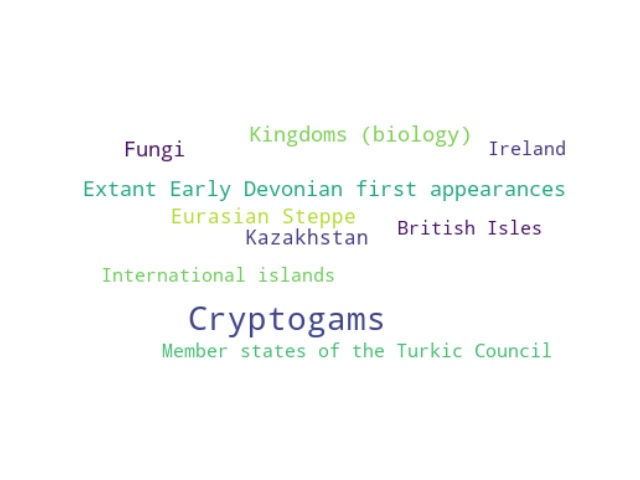 Kingdoms (biology)
Fungi
Ireland
Extant Early Devonian first appearances
Eurasian Steppe
British Isles
Kazakhstan
International islands
Cryptogams
Member states of the Turkic Council